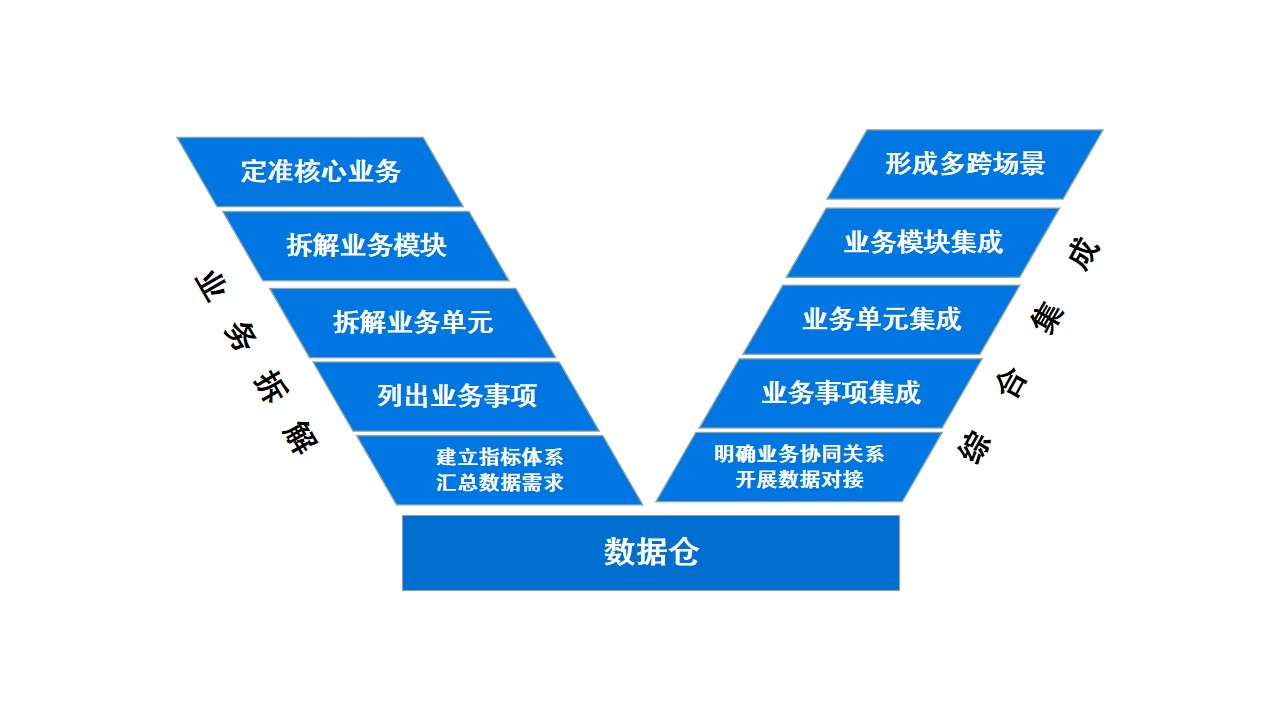 业务拆解
定准核心业务
拆解业务模块
拆解业务单元
列出业务事项
建立指标体系
汇总数据需求
形成多跨场景
业务模块集成
业务单元集成
业务事项集成
明确业务协同关系
开展数据对接
综合集成
数据仓